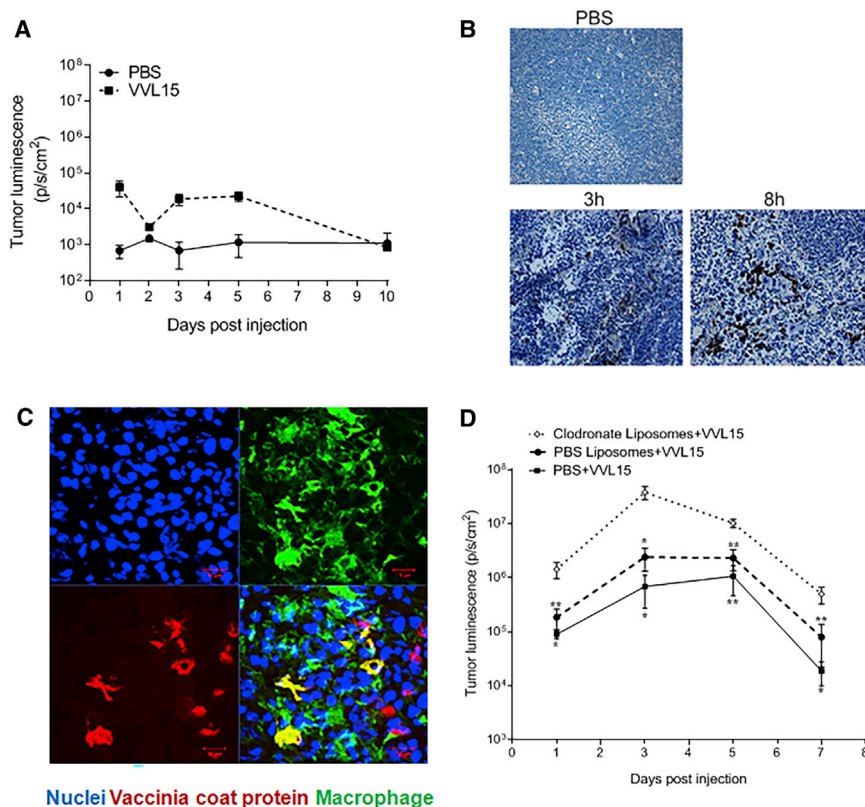 A
PBS
VVL15
Tumor luminescence
(p/s/cm²)
10⁸
10⁷
10⁶
10⁵
10⁴
10³
10²
0 1 2 3 4 5 6 7 8 9 10
Days post injection
B
PBS
3h 8h
C
Nuclei Vaccinia coat protein Macrophage
D
Clodronate Liposomes+VVL15
PBS Liposomes+VVL15
PBS+VVL15
Tumor luminescence (p/s/cm²)
10⁸
10⁷
10⁶
10⁵
10⁴
10³
** * * * ** ** ** *
0 1 2 3 4 5 6 7 8
Days post injection